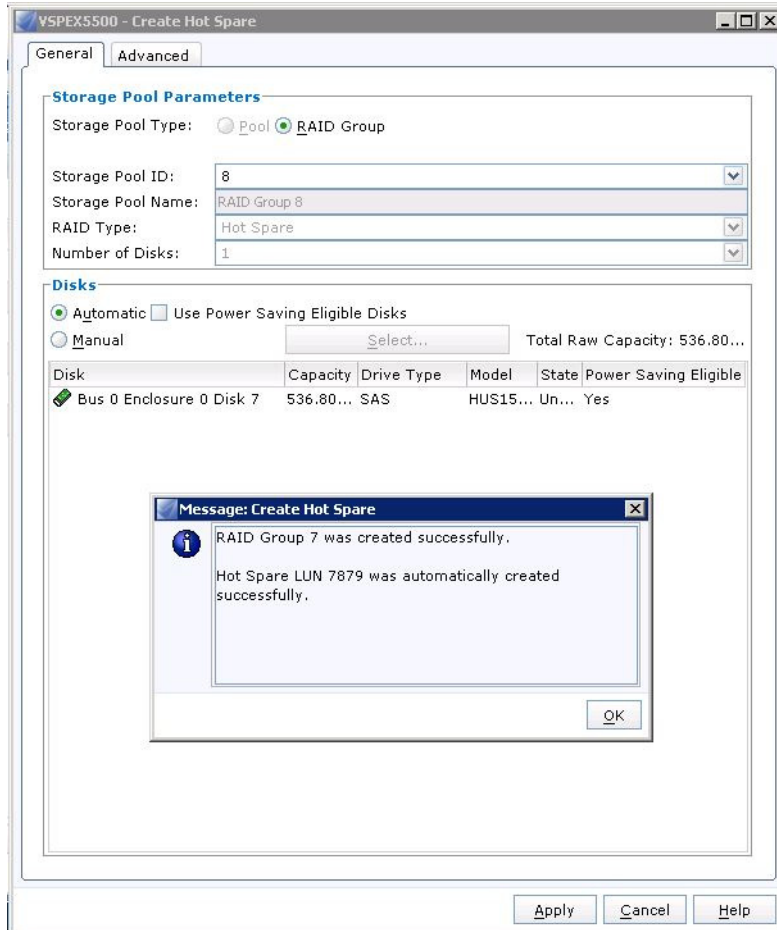 VSPEX5500 - Create Hot Spare
General Advanced
Storage Pool Parameters
Storage Pool Type: Pool RAID Group
Storage Pool ID: 8
Storage Pool Name: RAID Group 8
RAID Type: Hot Spare
Number of Disks: 1
Disks
Automatic Use Power Saving Eligible Disks
Manual Select... Total Raw Capacity: 536.80...
Disk Capacity Drive Type Model State Power Saving Eligible
Bus 0 Enclosure 0 Disk 7 536.80... SAS HUS15... Un... Yes
Message: Create Hot Spare
RAID Group 7 was created successfully.
Hot Spare LUN 7879 was automatically created
successfully.
OK
Apply Cancel Help